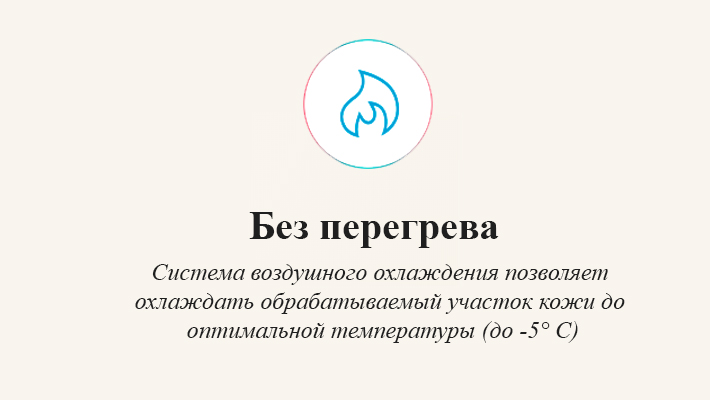 Без перегрева
Система воздушного охлаждения позволяет
охлаждать обрабатываемый участок кожи до
оптимальной температуры (до -5° C)